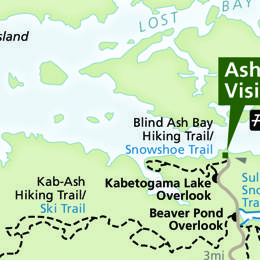 LOST BAY
sland
Ash
Visi
Blind Ash Bay
Hiking Trail/
Snowshoe Trail
Kab-Ash
Hiking Trail/
Ski Trail
Kabetogama Lake
Overlook
Sul
Sno
Tra
Beaver Pond
Overlook
3mi